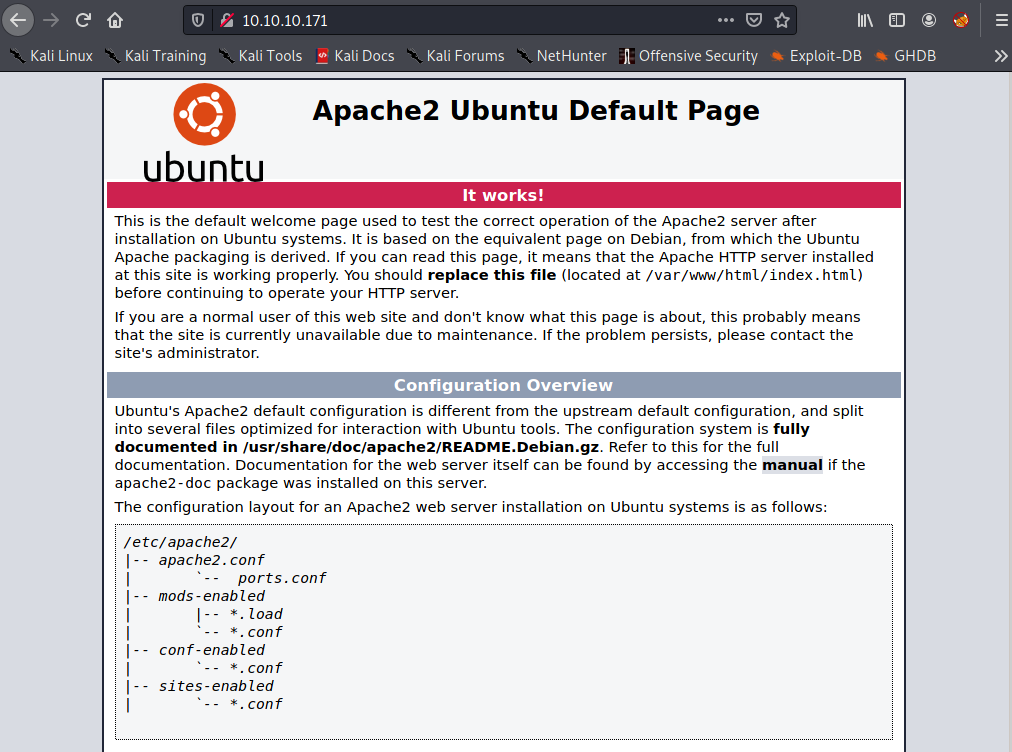 10.10.10.171
Kali Linux Kali Training Kali Tools Kali Docs Kali Forums NetHunter Offensive Security Exploit-DB GHDB
ubuntu
Apache2 Ubuntu Default Page
It works!
This is the default welcome page used to test the correct operation of the Apache2 server after
installation on Ubuntu systems. It is based on the equivalent page on Debian, from which the Ubuntu
Apache packaging is derived. If you can read this page, it means that the Apache HTTP server installed
at this site is working properly. You should replace this file (located at /var/www/html/index.html)
before continuing to operate your HTTP server.
If you are a normal user of this web site and don't know what this page is about, this probably means
that the site is currently unavailable due to maintenance. If the problem persists, please contact the
site's administrator.
Configuration Overview
Ubuntu's Apache2 default configuration is different from the upstream default configuration, and split
into several files optimized for interaction with Ubuntu tools. The configuration system is fully
documented in /usr/share/doc/apache2/README.Debian.gz. Refer to this for the full
documentation. Documentation for the web server itself can be found by accessing the manual if the
apache2-doc package was installed on this server.
The configuration layout for an Apache2 web server installation on Ubuntu systems is as follows:
/etc/apache2/
|-- apache2.conf
|       `--  ports.conf
|-- mods-enabled
|       |-- *.load
|       `-- *.conf
|-- conf-enabled
|       `-- *.conf
|-- sites-enabled
|       `-- *.conf